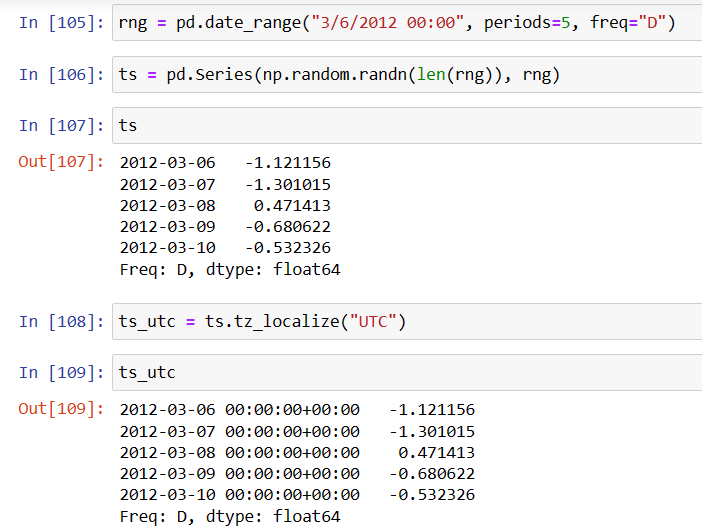 In [105]: rng = pd.date_range("3/6/2012 00:00", periods=5, freq="D")
In [106]: ts = pd.Series(np.random.randn(len(rng)), rng)
In [107]: ts
Out[107]: 2012-03-06   -1.121156
2012-03-07   -1.301015
2012-03-08    0.471413
2012-03-09   -0.680622
2012-03-10   -0.532326
Freq: D, dtype: float64
In [108]: ts_utc = ts.tz_localize("UTC")
In [109]: ts_utc
Out[109]: 2012-03-06 00:00:00+00:00   -1.121156
2012-03-07 00:00:00+00:00   -1.301015
2012-03-08 00:00:00+00:00    0.471413
2012-03-09 00:00:00+00:00   -0.680622
2012-03-10 00:00:00+00:00   -0.532326
Freq: D, dtype: float64